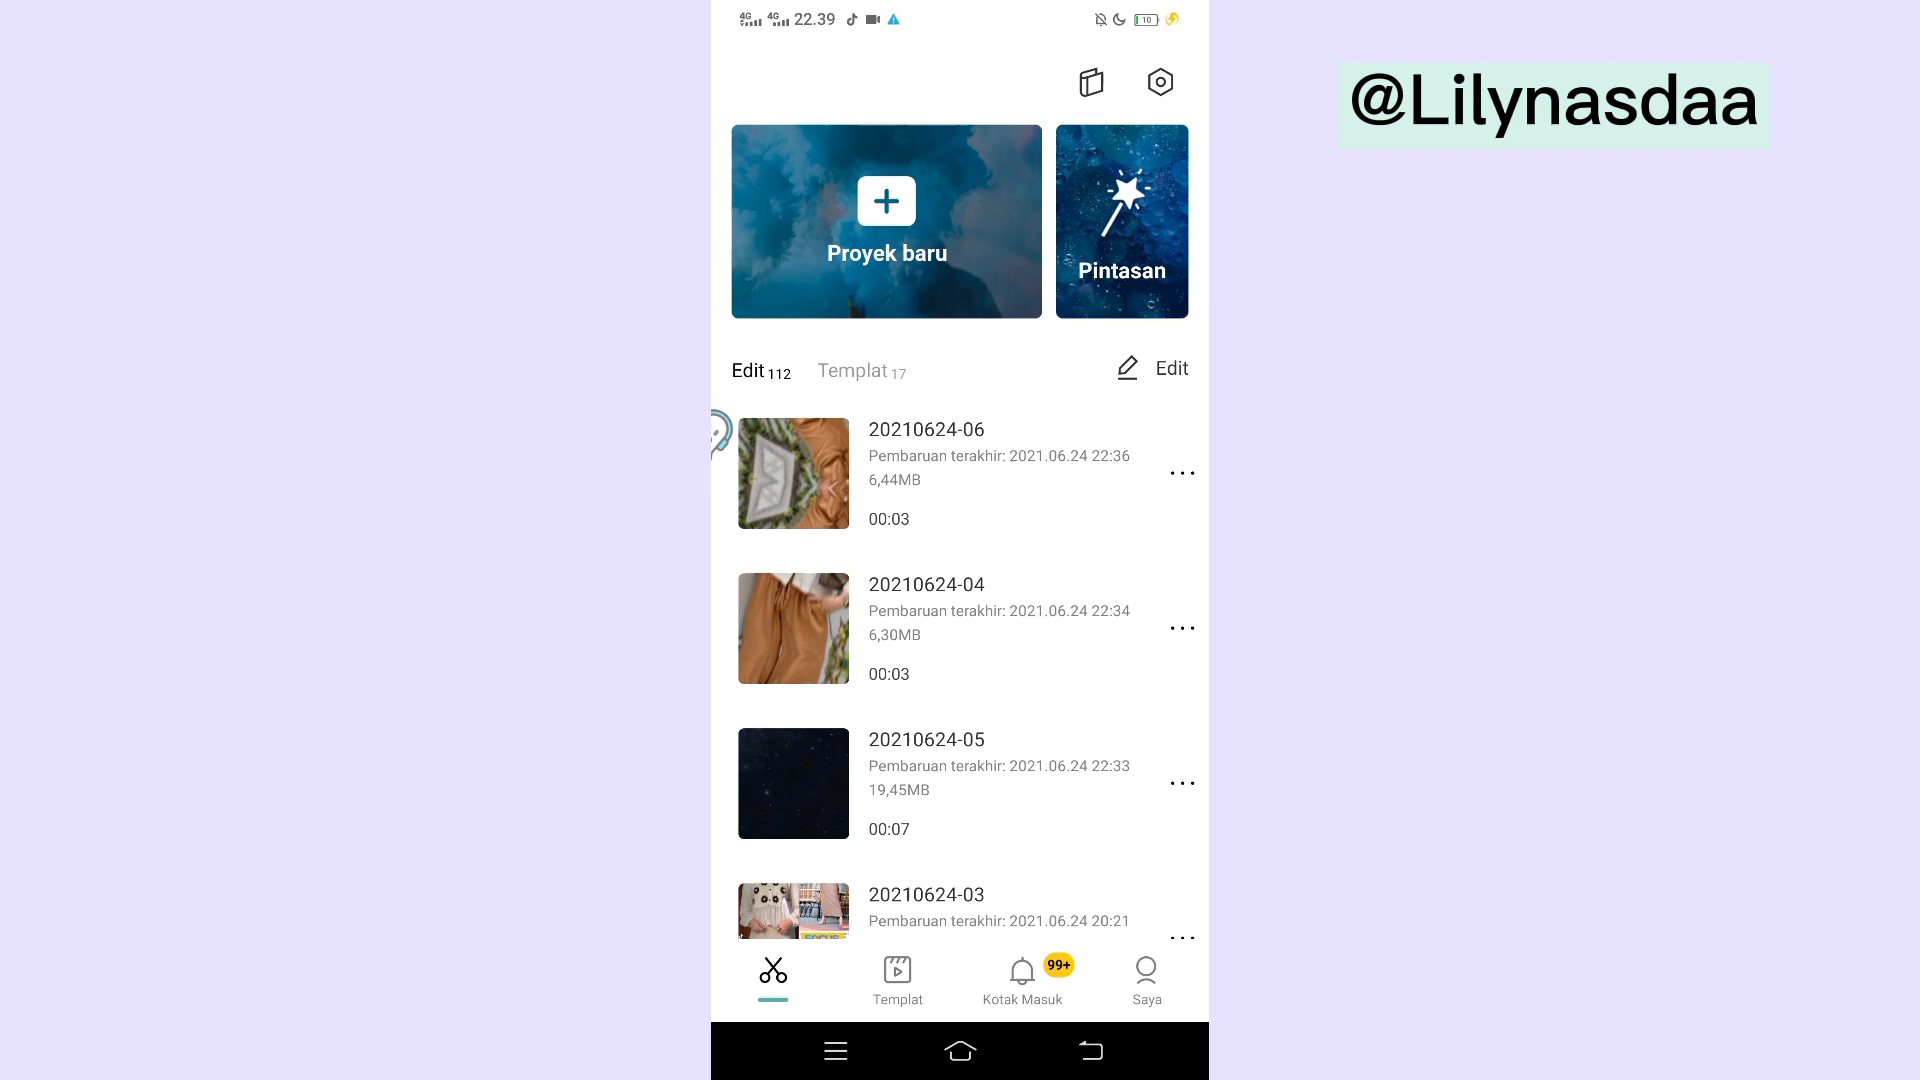 4G 4G 22.39
10
@Lilynasdaa
Proyek baru
Pintasan
Edit 112
Templat 17
Edit
20210624-06
Pembaruan terakhir: 2021.06.24 22:36
6,44MB
00:03
20210624-04
Pembaruan terakhir: 2021.06.24 22:34
6,30MB
00:03
20210624-05
Pembaruan terakhir: 2021.06.24 22:33
19,45MB
00:07
20210624-03
Pembaruan terakhir: 2021.06.24 20:21
99+
Templat
Kotak Masuk
Saya